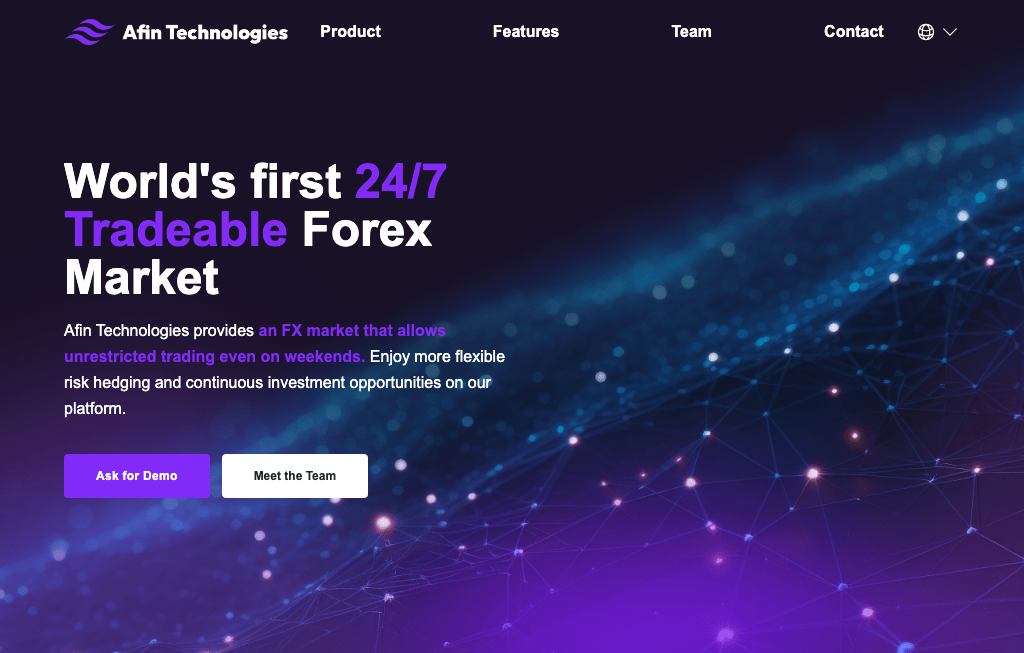 Afin Technologies
Product
Features
Team
Contact
World's first 24/7
Tradeable Forex
Market
Afin Technologies provides an FX market that allows
unrestricted trading even on weekends. Enjoy more flexible
risk hedging and continuous investment opportunities on our
platform.
Ask for Demo
Meet the Team